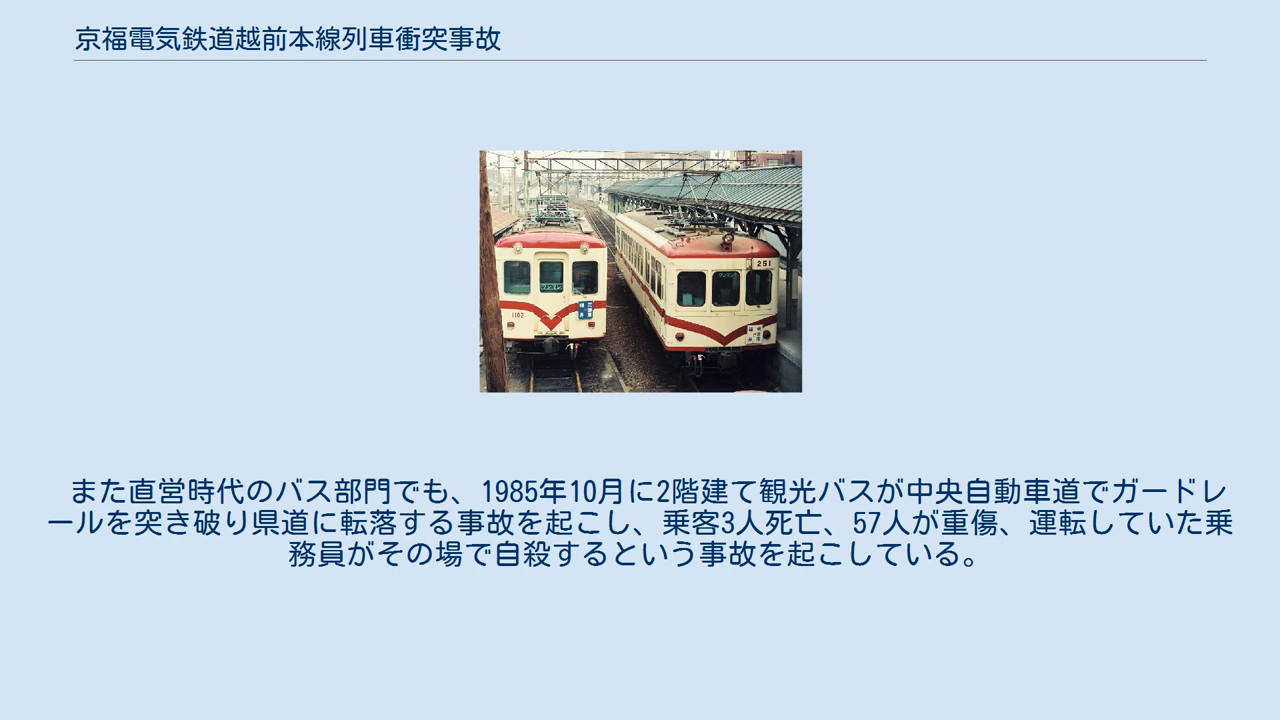 京福電気鉄道越前本線列車衝突事故
1102
251
ワンマン
また直営時代のバス部門でも、1985年10月に2階建て観光バスが中央自動車道でガードレ
ールを突き破り県道に転落する事故を起こし、乗客3人死亡、57人が重傷、運転していた乗
務員がその場で自殺するという事故を起こしている。